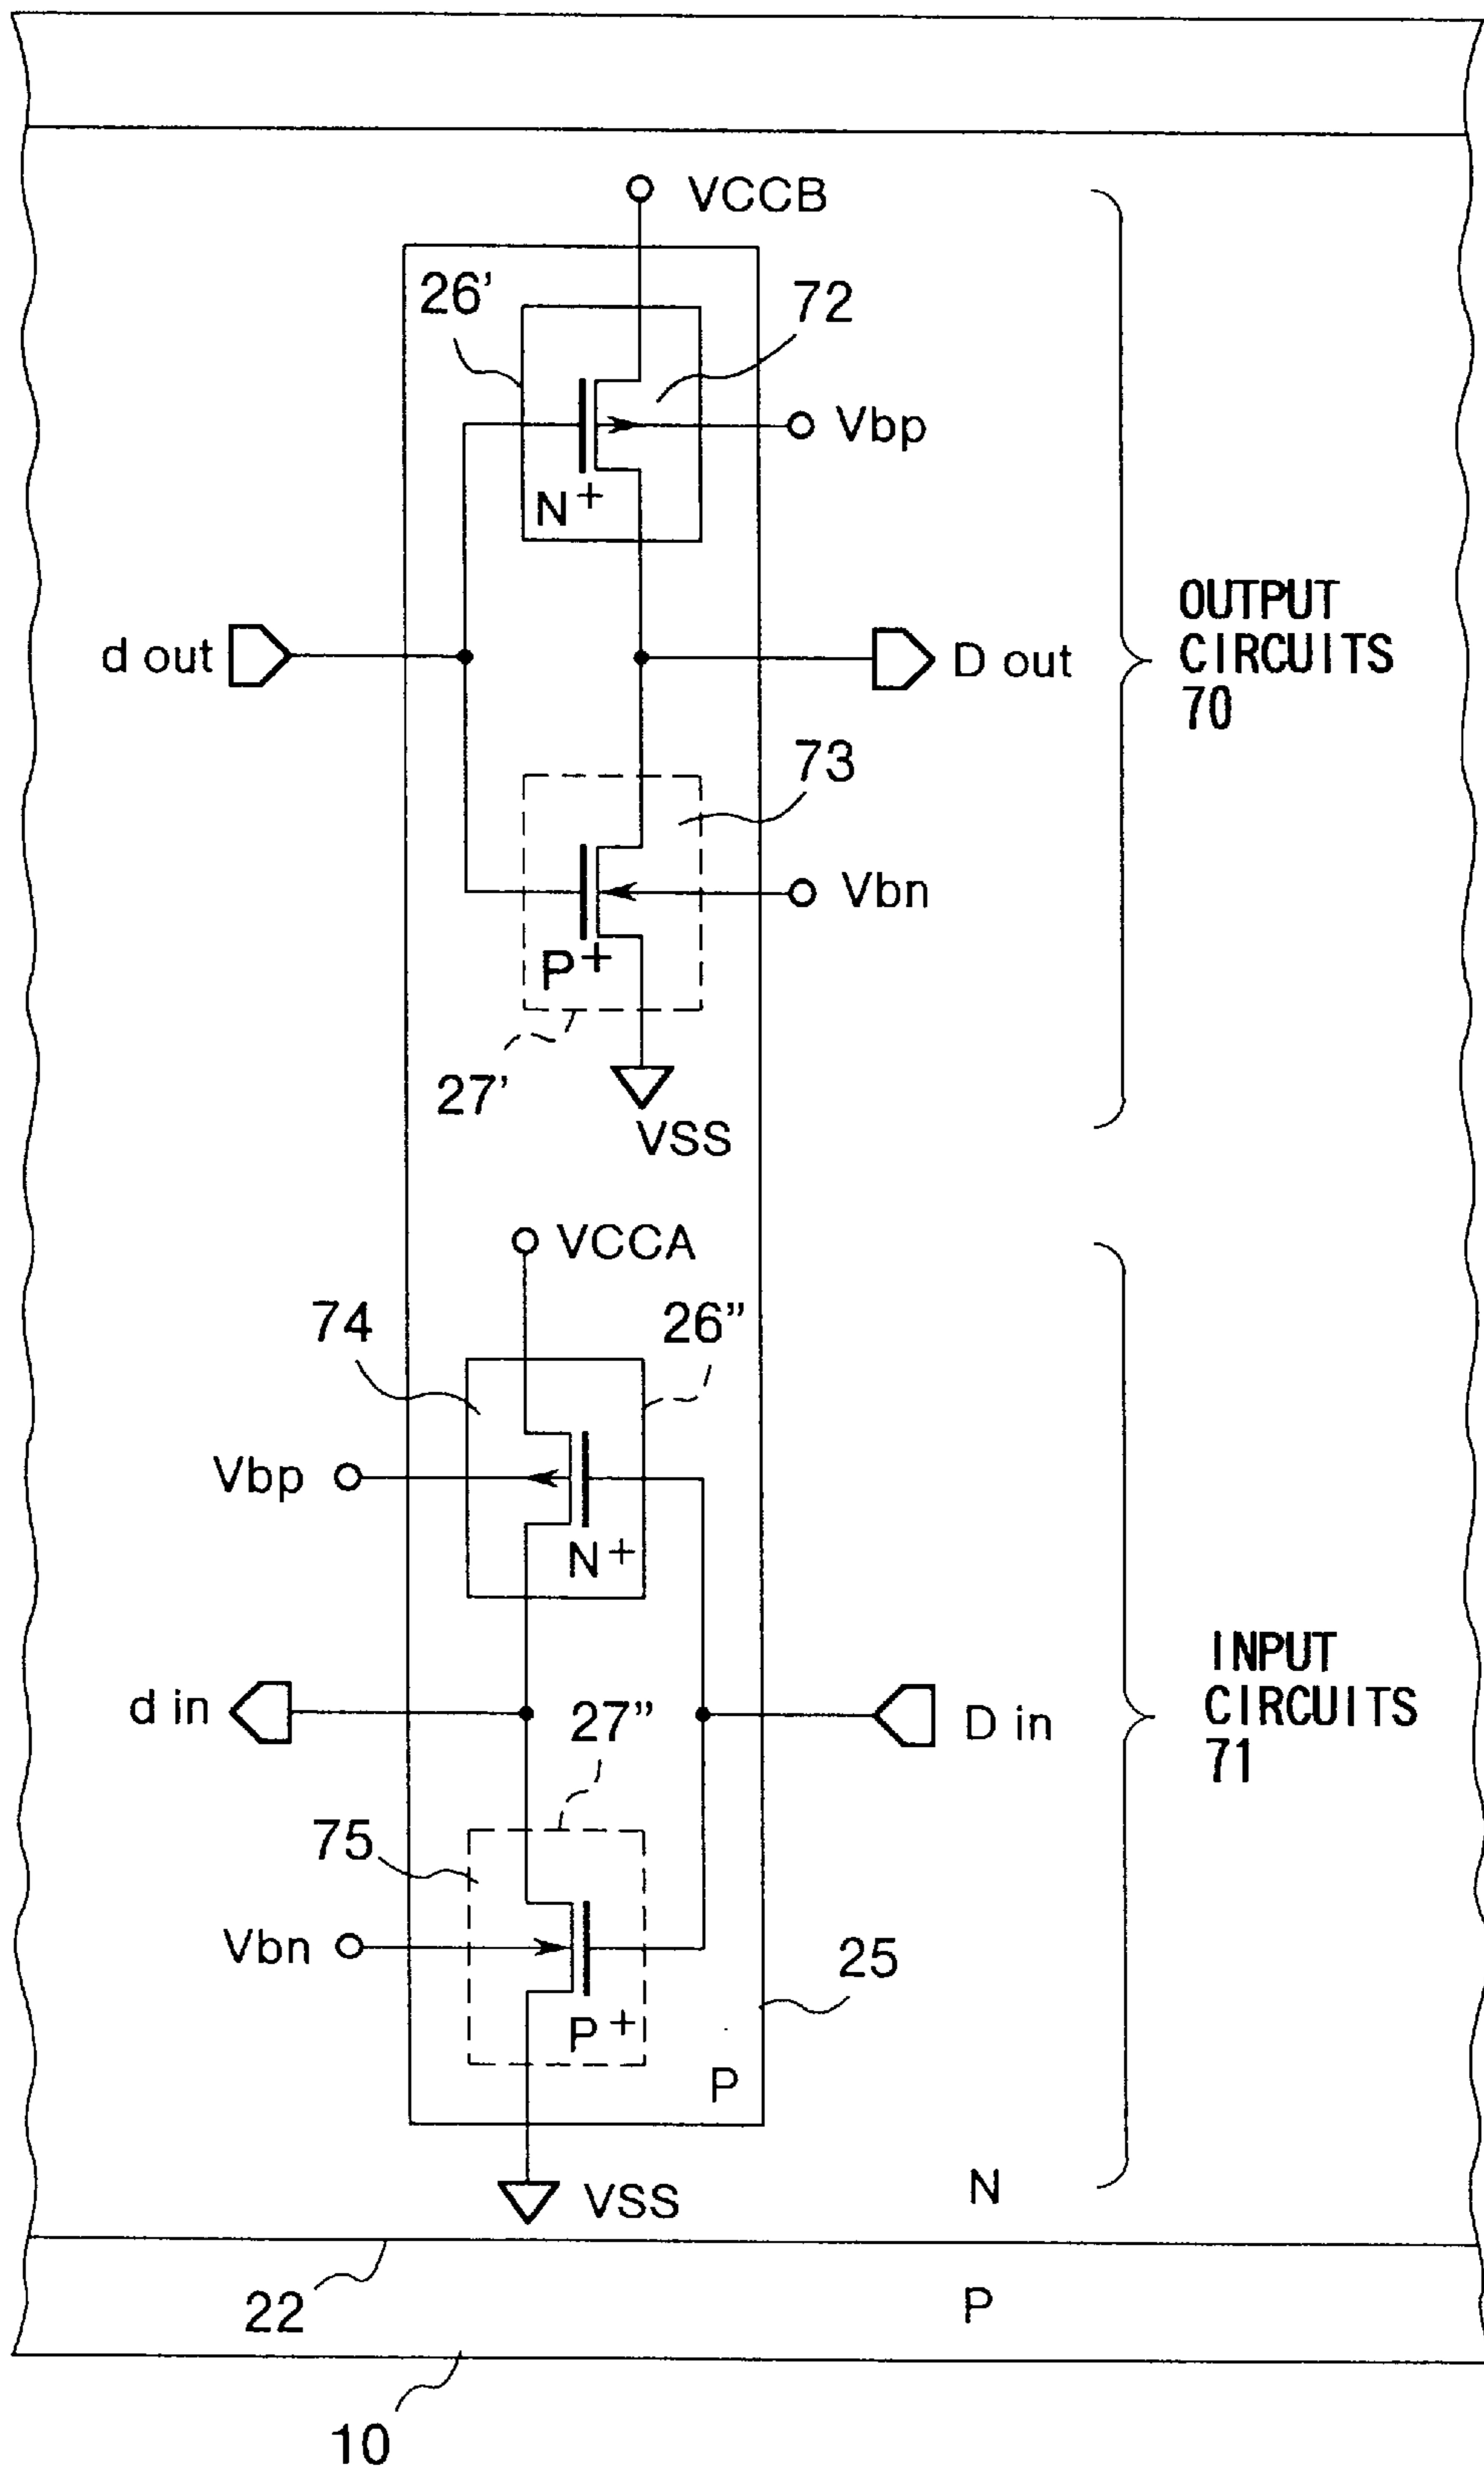 VCCB
26'
72
Vbp
N+
d out
D out
OUTPUT
CIRCUITS
70
73
Vbn
P+
27'
VSS
VCCA
74
26"
Vbp
N+
d in
D in
INPUT
CIRCUITS
71
27"
75
Vbn
25
P+
P
VSS
N
22
P
10